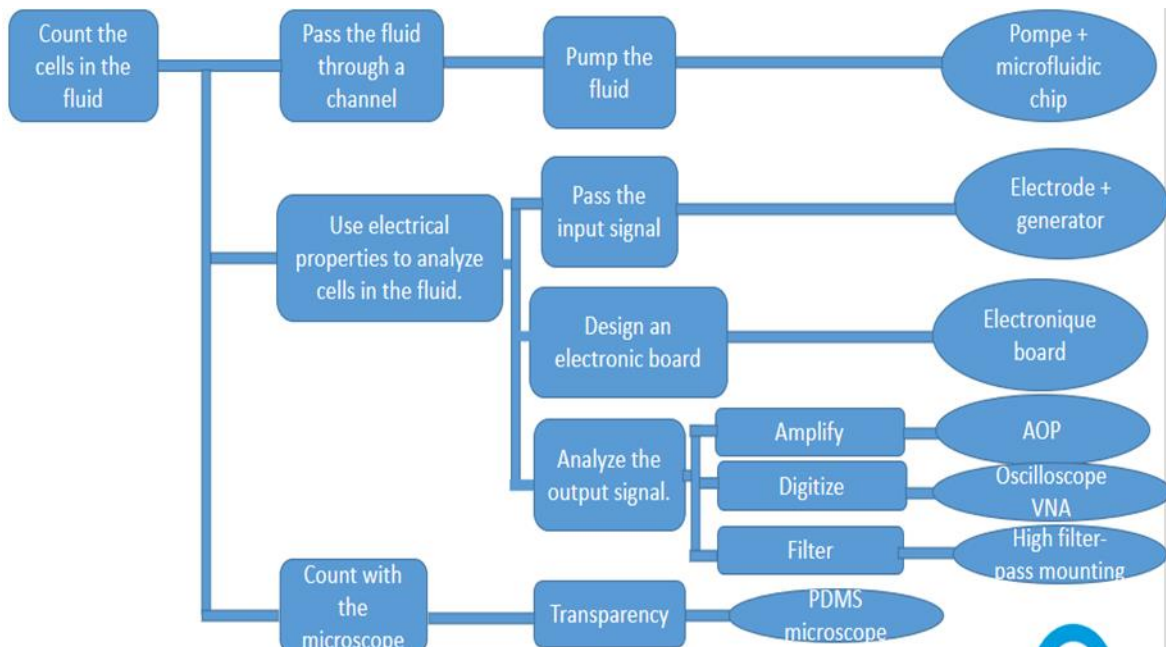 Count the
cells in the
fluid
Pass the fluid
through a
channel
Pump the
fluid
Pompe +
microfluidic
chip
Use electrical
properties to analyze
cells in the fluid.
Pass the
input signal
Electrode +
generator
Design an
electronic board
Electronique
board
Analyze the
output signal.
Amplify
AOP
Digitize
Oscilloscope
VNA
Filter
High filter-
pass mounting
Count with
the
microscope
Transparency
PDMS
microscope